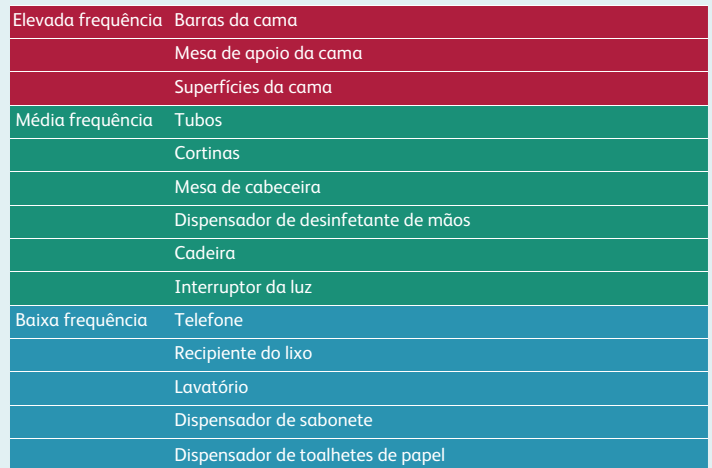 Elevada frequência Barras da cama
Mesa de apoio da cama
Superfícies da cama
Média frequência Tubos
Cortinas
Mesa de cabeceira
Dispensador de desinfetante de mãos
Cadeira
Interruptor da luz
Baixa frequência Telefone
Recipiente do lixo
Lavatório
Dispensador de sabonete
Dispensador de toalhetes de papel